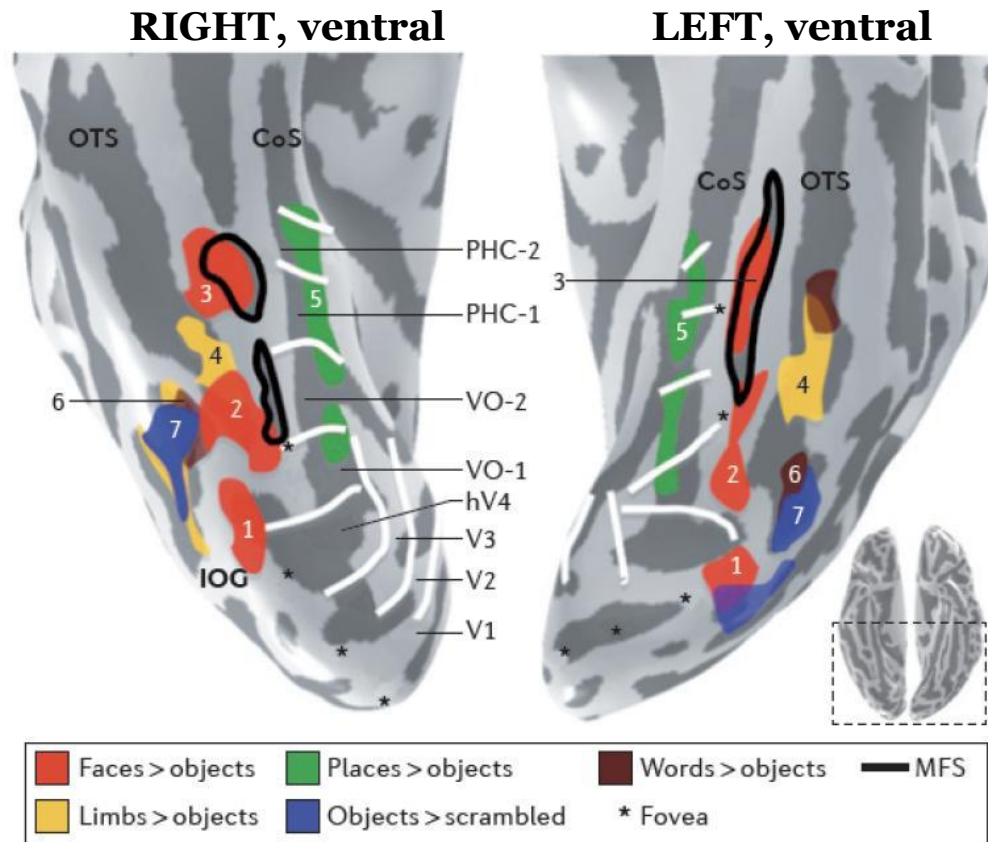 RIGHT, ventral
LEFT, ventral
OTS
CoS
CoS
OTS
PHC-2
3
3
5
PHC-1
5
4
4
6
2
VO-2
7
VO-1
2
6
hV4
7
1
V3
1
IOG
V2
V1
*
*
*
*
*
*
*
*
*
Faces > objects
Places > objects
Words > objects
MFS
Limbs > objects
Objects > scrambled
* Fovea